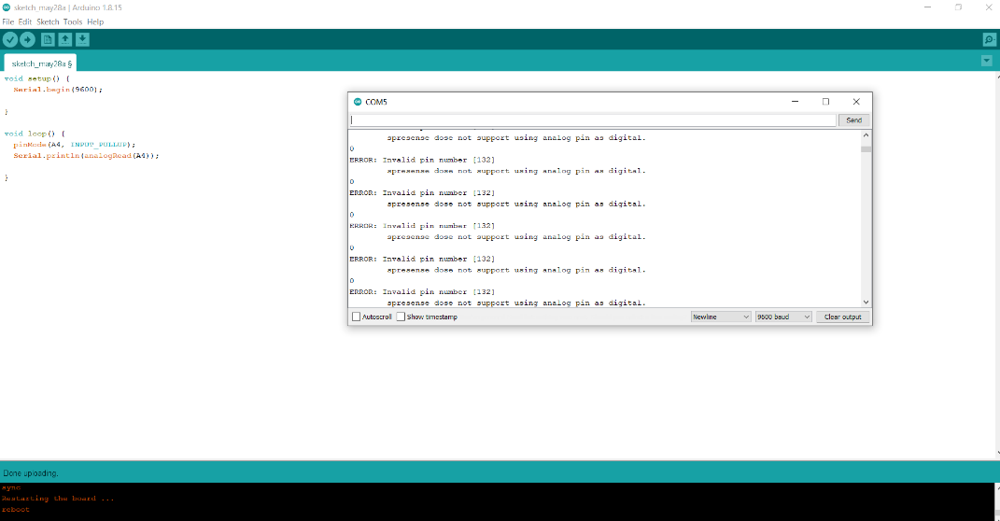 sketch_may28a | Arduino 1.8.15
File Edit Sketch Tools Help
sketch_may28a §
void setup() {
Serial.begin(9600);
}
void loop() {
pinMode(A4, INPUT_PULLUP);
Serial.println(analogRead(A4));
}
COM5
Send
spresense dose not support using analog pin as digital.
0
ERROR: Invalid pin number [132]
spresense dose not support using analog pin as digital.
0
ERROR: Invalid pin number [132]
spresense dose not support using analog pin as digital.
0
ERROR: Invalid pin number [132]
spresense dose not support using analog pin as digital.
0
ERROR: Invalid pin number [132]
spresense dose not support using analog pin as digital.
0
ERROR: Invalid pin number [132]
spresense dose not support using analog pin as digital.
Autoscroll Show timestamp Newline 9600 baud Clear output
Done uploading.
sync
Restarting the board ...
reboot